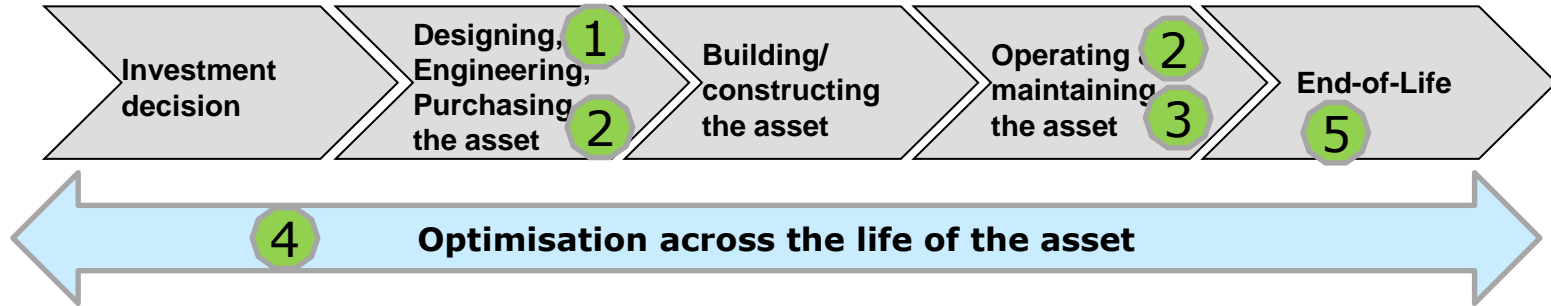 Investment
decision
Designing,
Engineering,
Purchasing
the asset
1
2
Building/
constructing
the asset
Operating
maintaining
the asset
2
3
End-of-Life
5
4
Optimisation across the life of the asset